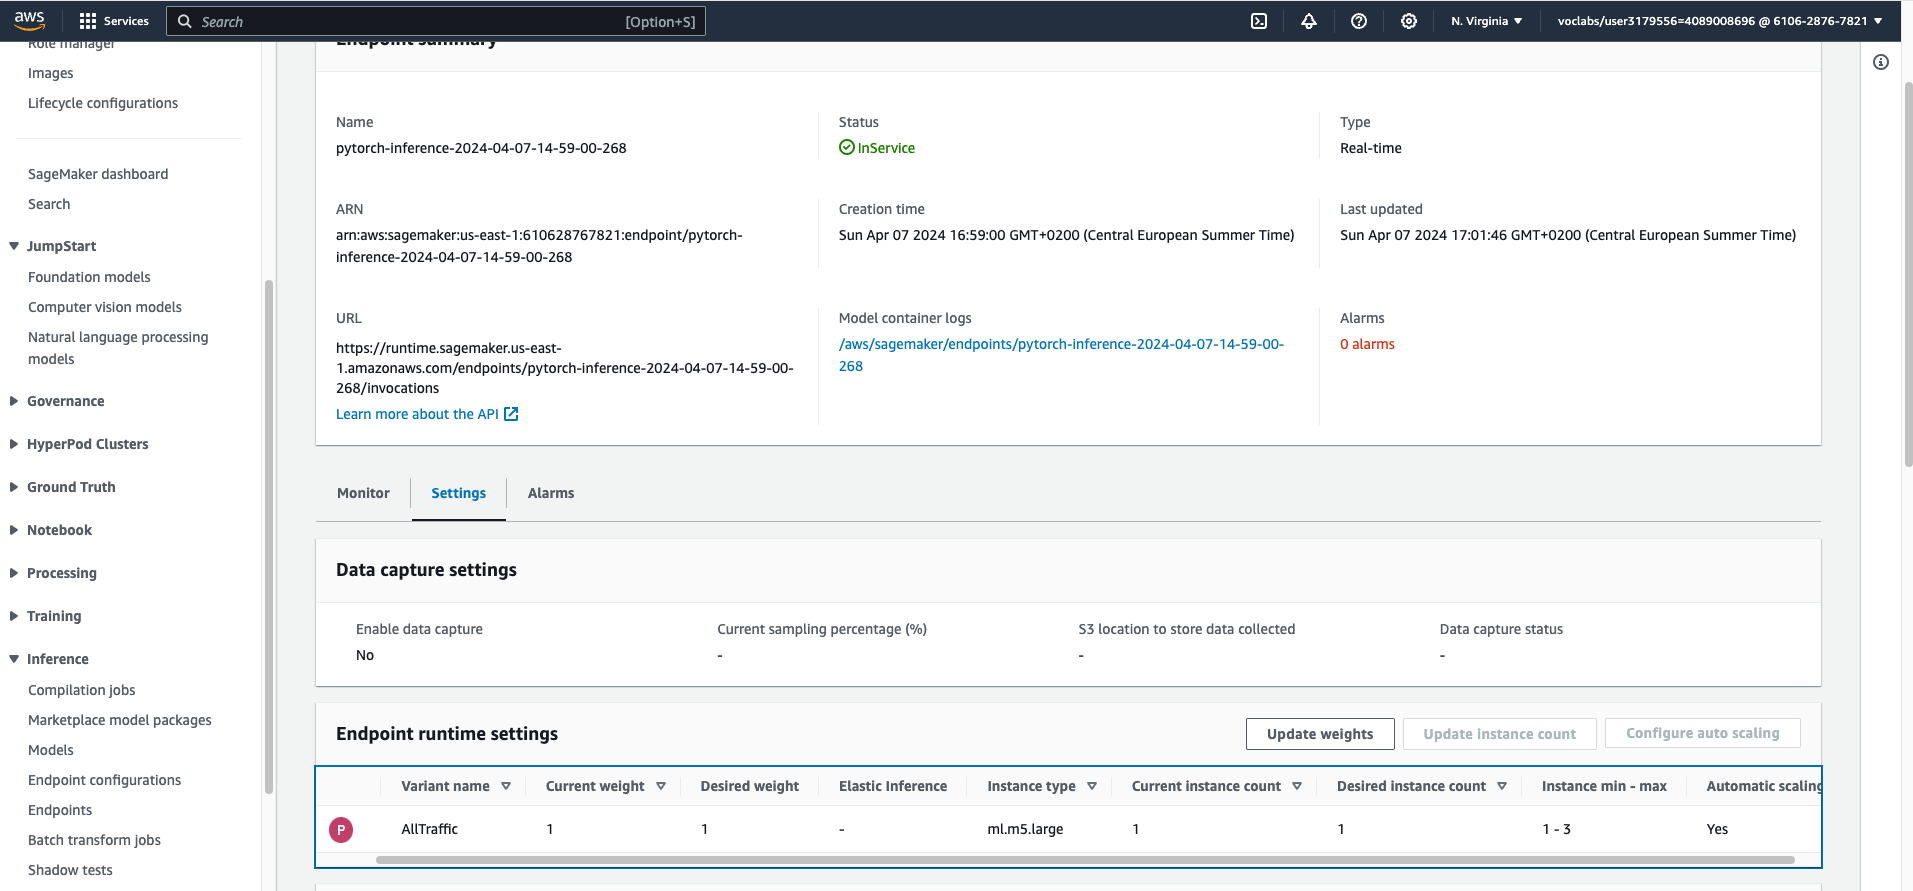 aws
Services
Search
[Option+S]
N. Virginia
voclabs/user3179556=4089008696 @ 6106-2876-7821
Role manager
Images
Lifecycle configurations
SageMaker dashboard
Search
JumpStart
Foundation models
Computer vision models
Natural language processing
models
Governance
HyperPod Clusters
Ground Truth
Notebook
Processing
Training
Inference
Compilation jobs
Marketplace model packages
Models
Endpoint configurations
Endpoints
Batch transform jobs
Shadow tests
Endpoint summary
Name
pytorch-inference-2024-04-07-14-59-00-268
Status
InService
Type
Real-time
ARN
arn:aws:sagemaker:us-east-1:610628767821:endpoint/pytorch-
inference-2024-04-07-14-59-00-268
Creation time
Sun Apr 07 2024 16:59:00 GMT+0200 (Central European Summer Time)
Last updated
Sun Apr 07 2024 17:01:46 GMT+0200 (Central European Summer Time)
URL
https://runtime.sagemaker.us-east-
1.amazonaws.com/endpoints/pytorch-inference-2024-04-07-14-59-00-
268/invocations
Learn more about the API
Model container logs
/aws/sagemaker/endpoints/pytorch-inference-2024-04-07-14-59-00-
268
Alarms
0 alarms
Monitor
Settings
Alarms
Data capture settings
Enable data capture
No
Current sampling percentage (%)
-
S3 location to store data collected
-
Data capture status
-
Endpoint runtime settings
Update weights
Update instance count
Configure auto scaling
Variant name Current weight Desired weight Elastic Inference Instance type Current instance count Desired instance count Instance min - max Automatic scaling
P AllTraffic 1 1 - ml.m5.large 1 1 1 - 3 Yes